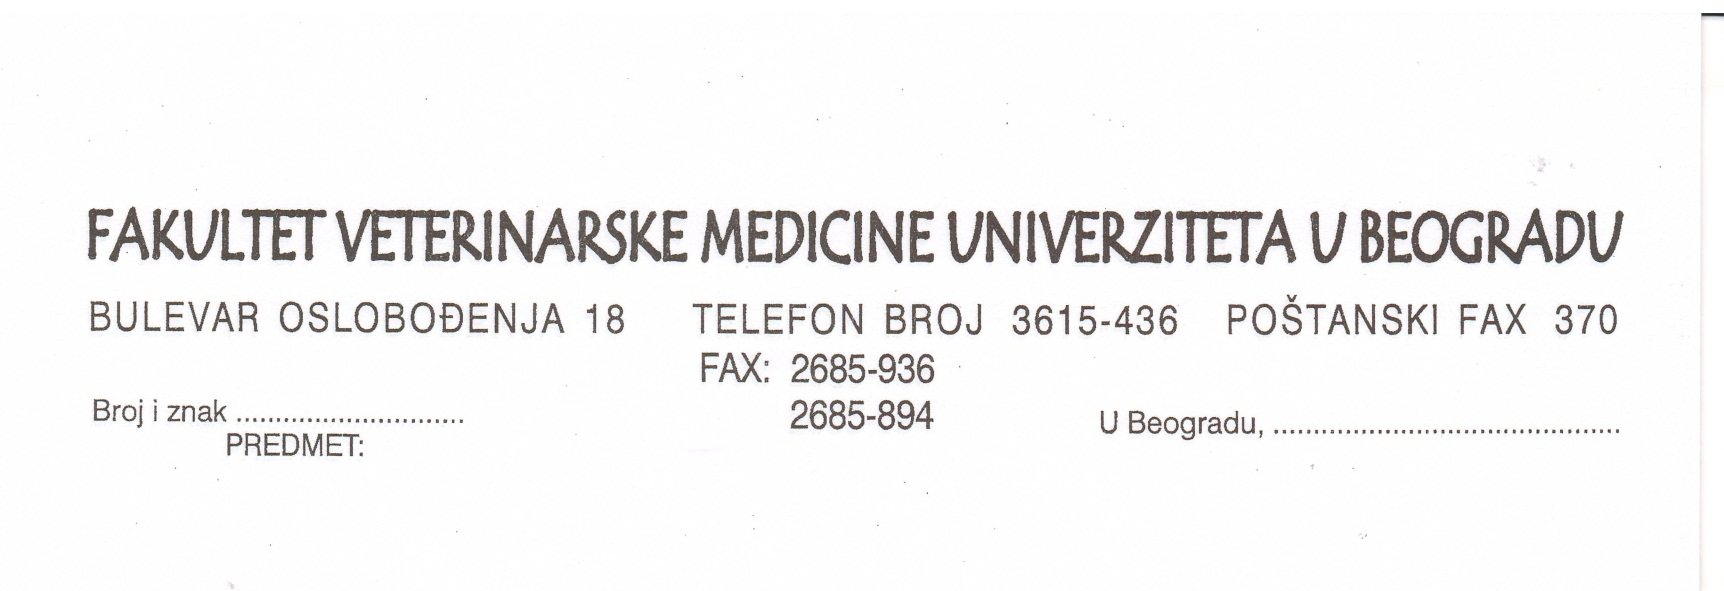 FAKULTET VETERINARSKE MEDICINE UNIVERZITETA U BEOGRADU
BULEVAR OSLOBOĐENJA 18 TELEFON BROJ 3615-436 POŠTANSKI FAX 370
FAX: 2685-936
2685-894
Broj i znak .............................
PREDMET:
U Beogradu, ............................................